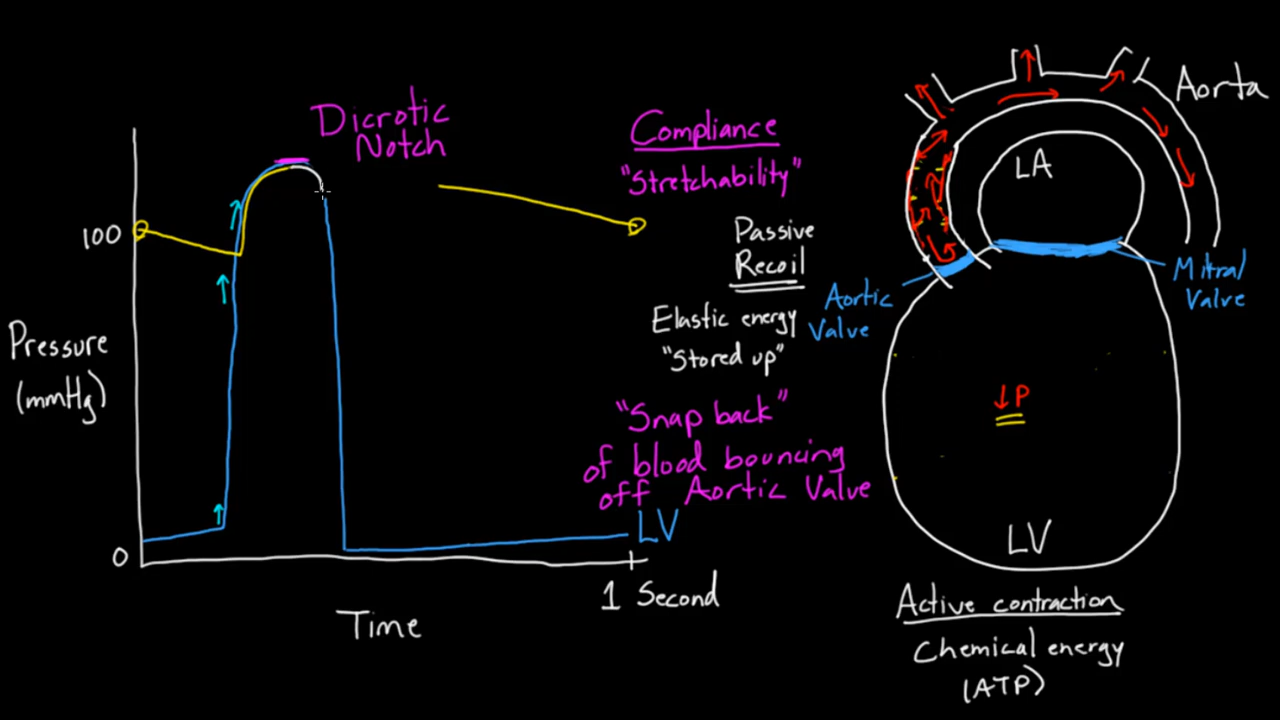 Dicrotic
Notch
100
Pressure
(mmHg)
0
Time
1 Second
LV
Compliance
"Stretchability"
Passive
Recoil
Elastic energy
"Stored up"
"Snap back"
of blood bouncing
off Aortic Valve
Aorta
LA
Aortic
Valve
Mitral
Valve
↓P
LV
Active contraction
Chemical energy
(ATP)